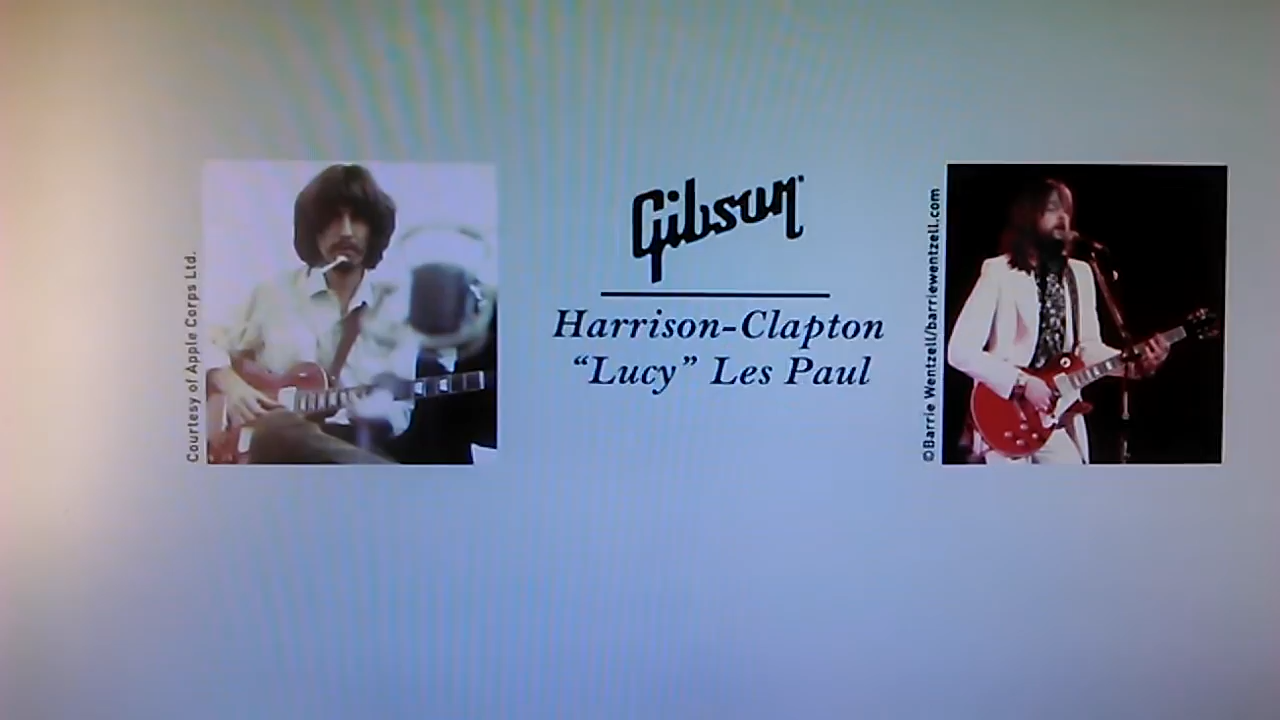 Courtesy of Apple Corps Ltd.
Gibson
Harrison-Clapton
“Lucy” Les Paul
©Barrie Wentzell/barriewentzell.com